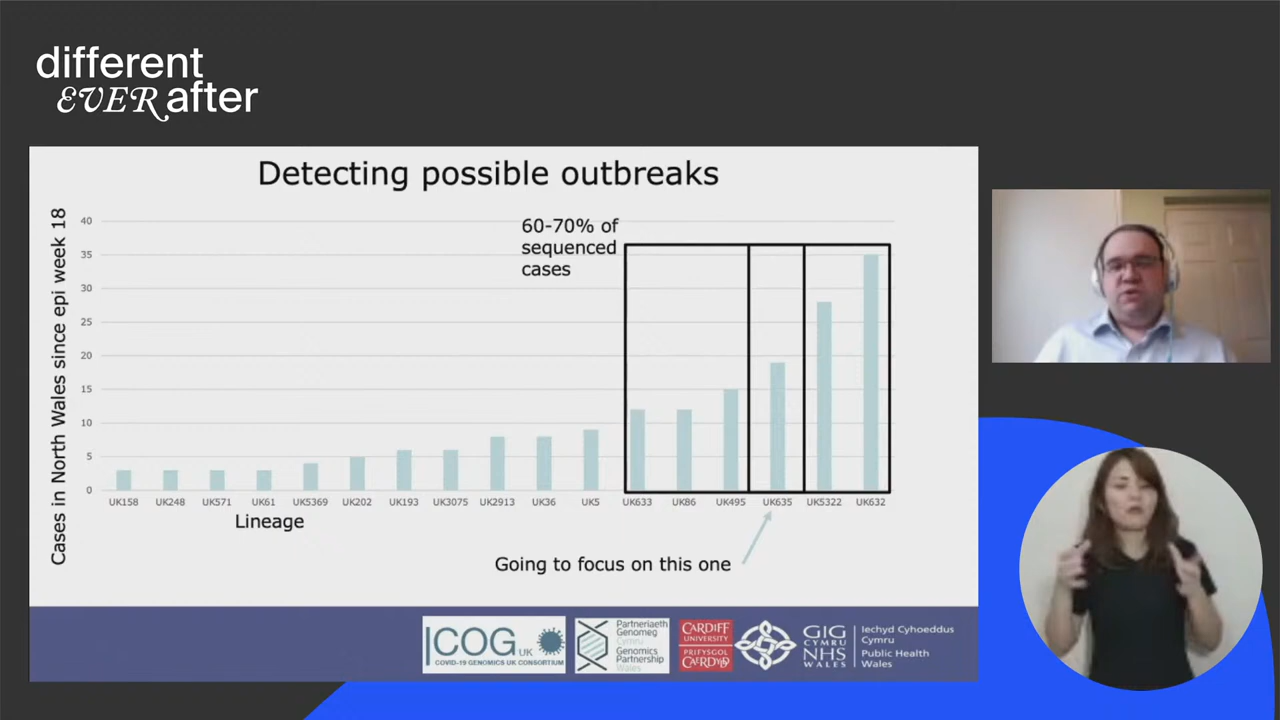 different
EVER after
Detecting possible outbreaks
Cases in North Wales since epi week 18
40
35
30
25
20
15
10
5
0
60-70% of
sequenced
cases
UK158 UK248 UK571 UK61 UK5369 UK202 UK193 UK3075 UK2913 UK36 UK5 UK633 UK86 UK495 UK635 UK5322 UK632
Lineage
Going to focus on this one
COG UK
COVID-19 GENOMICS UK CONSORTIUM
Partneriaeth
Genomeg
Cymru
Genomics
Partnership
Wales
CARDIFF
UNIVERSITY
PRIFYSGOL
CAERDYDD
GIG
CYMRU
NHS
WALES
Iechyd Cyhoeddus
Cymru
Public Health
Wales